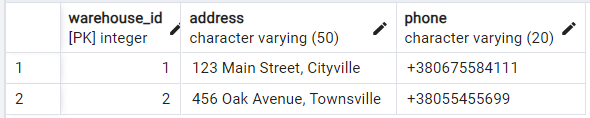 warehouse_id address phone
[PK] integer character varying (50) character varying (20)
1 1 123 Main Street, Cityville +380675584111
2 2 456 Oak Avenue, Townsville +38055455699